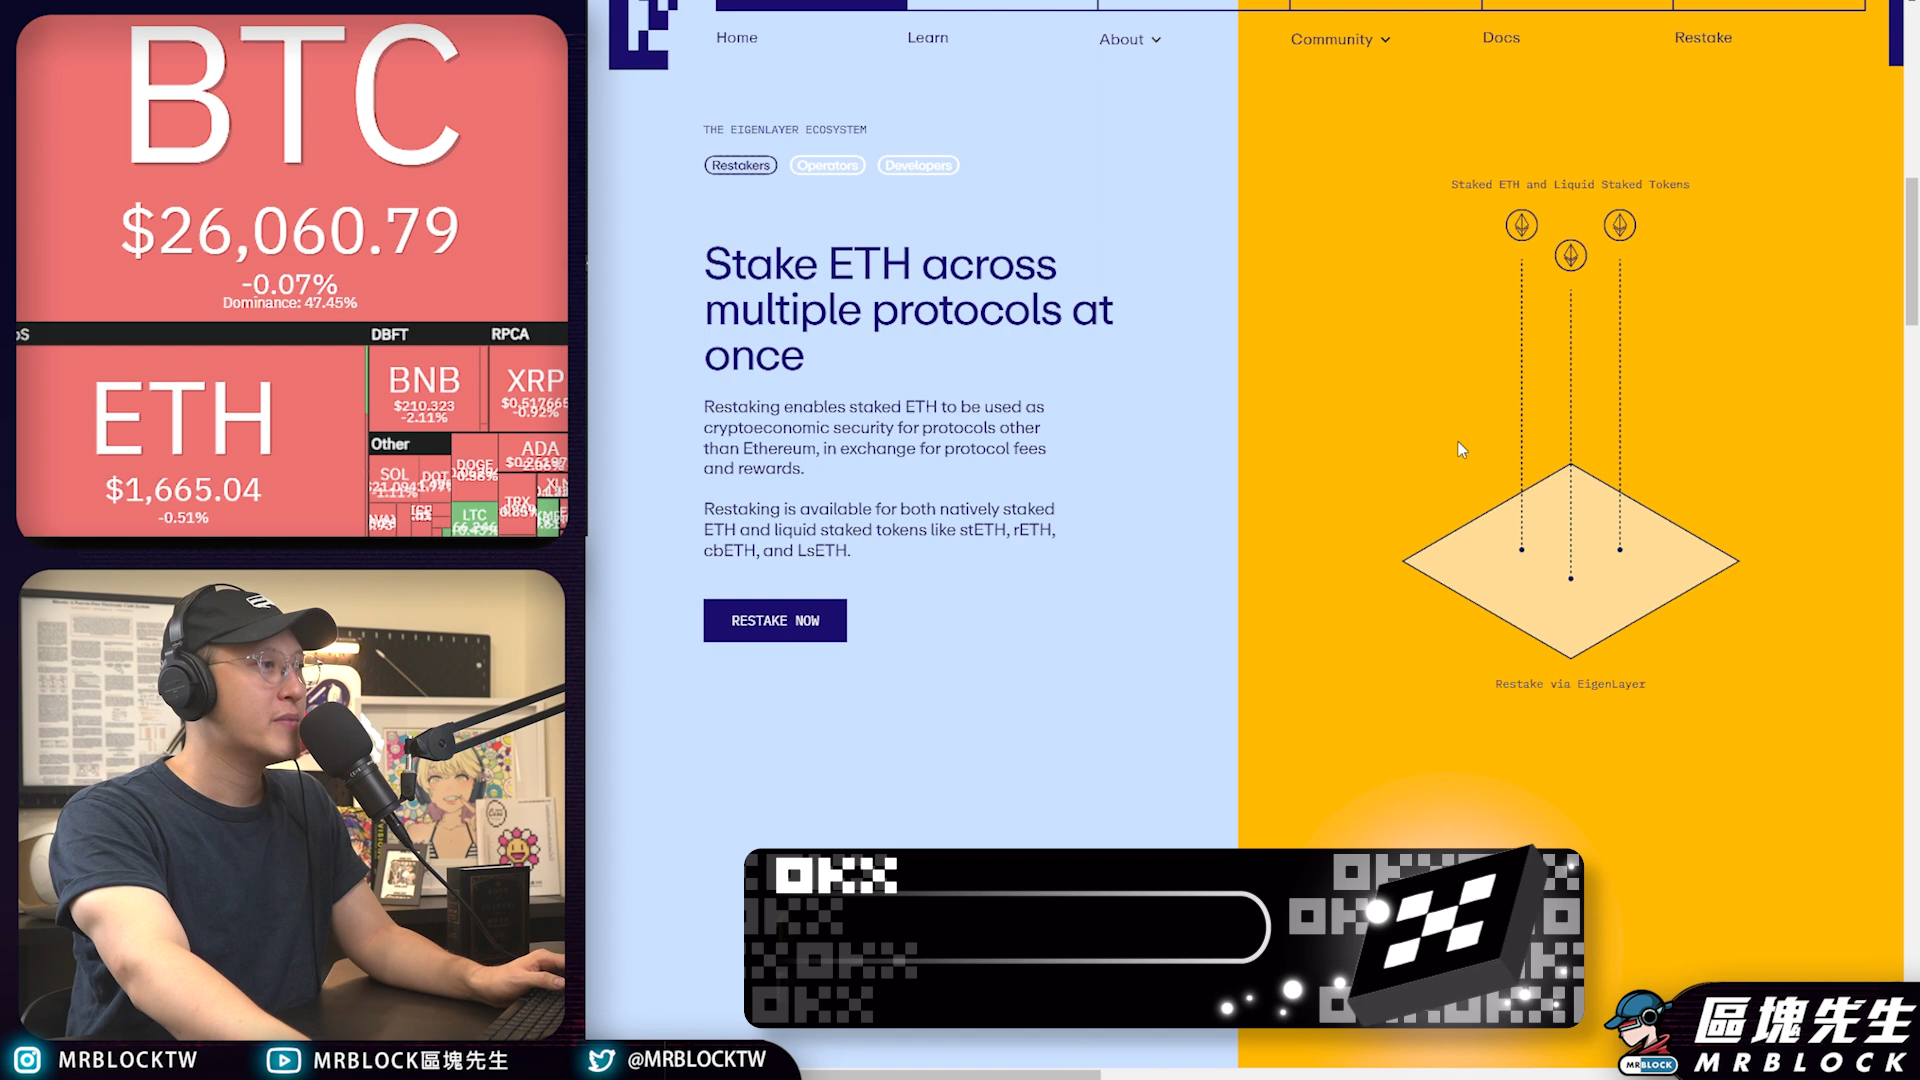 BTC
$26,060.79
-0.07%
Dominance: 47.45%
DBFT
RPCA
ETH
$1,665.04
-0.51%
BNB
$210.323
-2.11%
XRP
-0.92%
Other
SOL
-1.11%
DOT
DOGE
ADA
TRX
LTC
Home
Learn
About
Community
Docs
Restake
THE EIGENLAYER ECOSYSTEM
Restakers
Operators
Developers
Stake ETH across
multiple protocols at
once
Restaking enables staked ETH to be used as
cryptoeconomic security for protocols other
than Ethereum, in exchange for protocol fees
and rewards.
Restaking is available for both natively staked
ETH and liquid staked tokens like stETH, rETH,
cbETH, and LsETH.
RESTAKE NOW
Staked ETH and Liquid Staked Tokens
Restake via EigenLayer
OKX
MRBLOCKTW
MRBLOCK區塊先生
@MRBLOCKTW
MRBLOCK
區塊先生
MRBLOCK